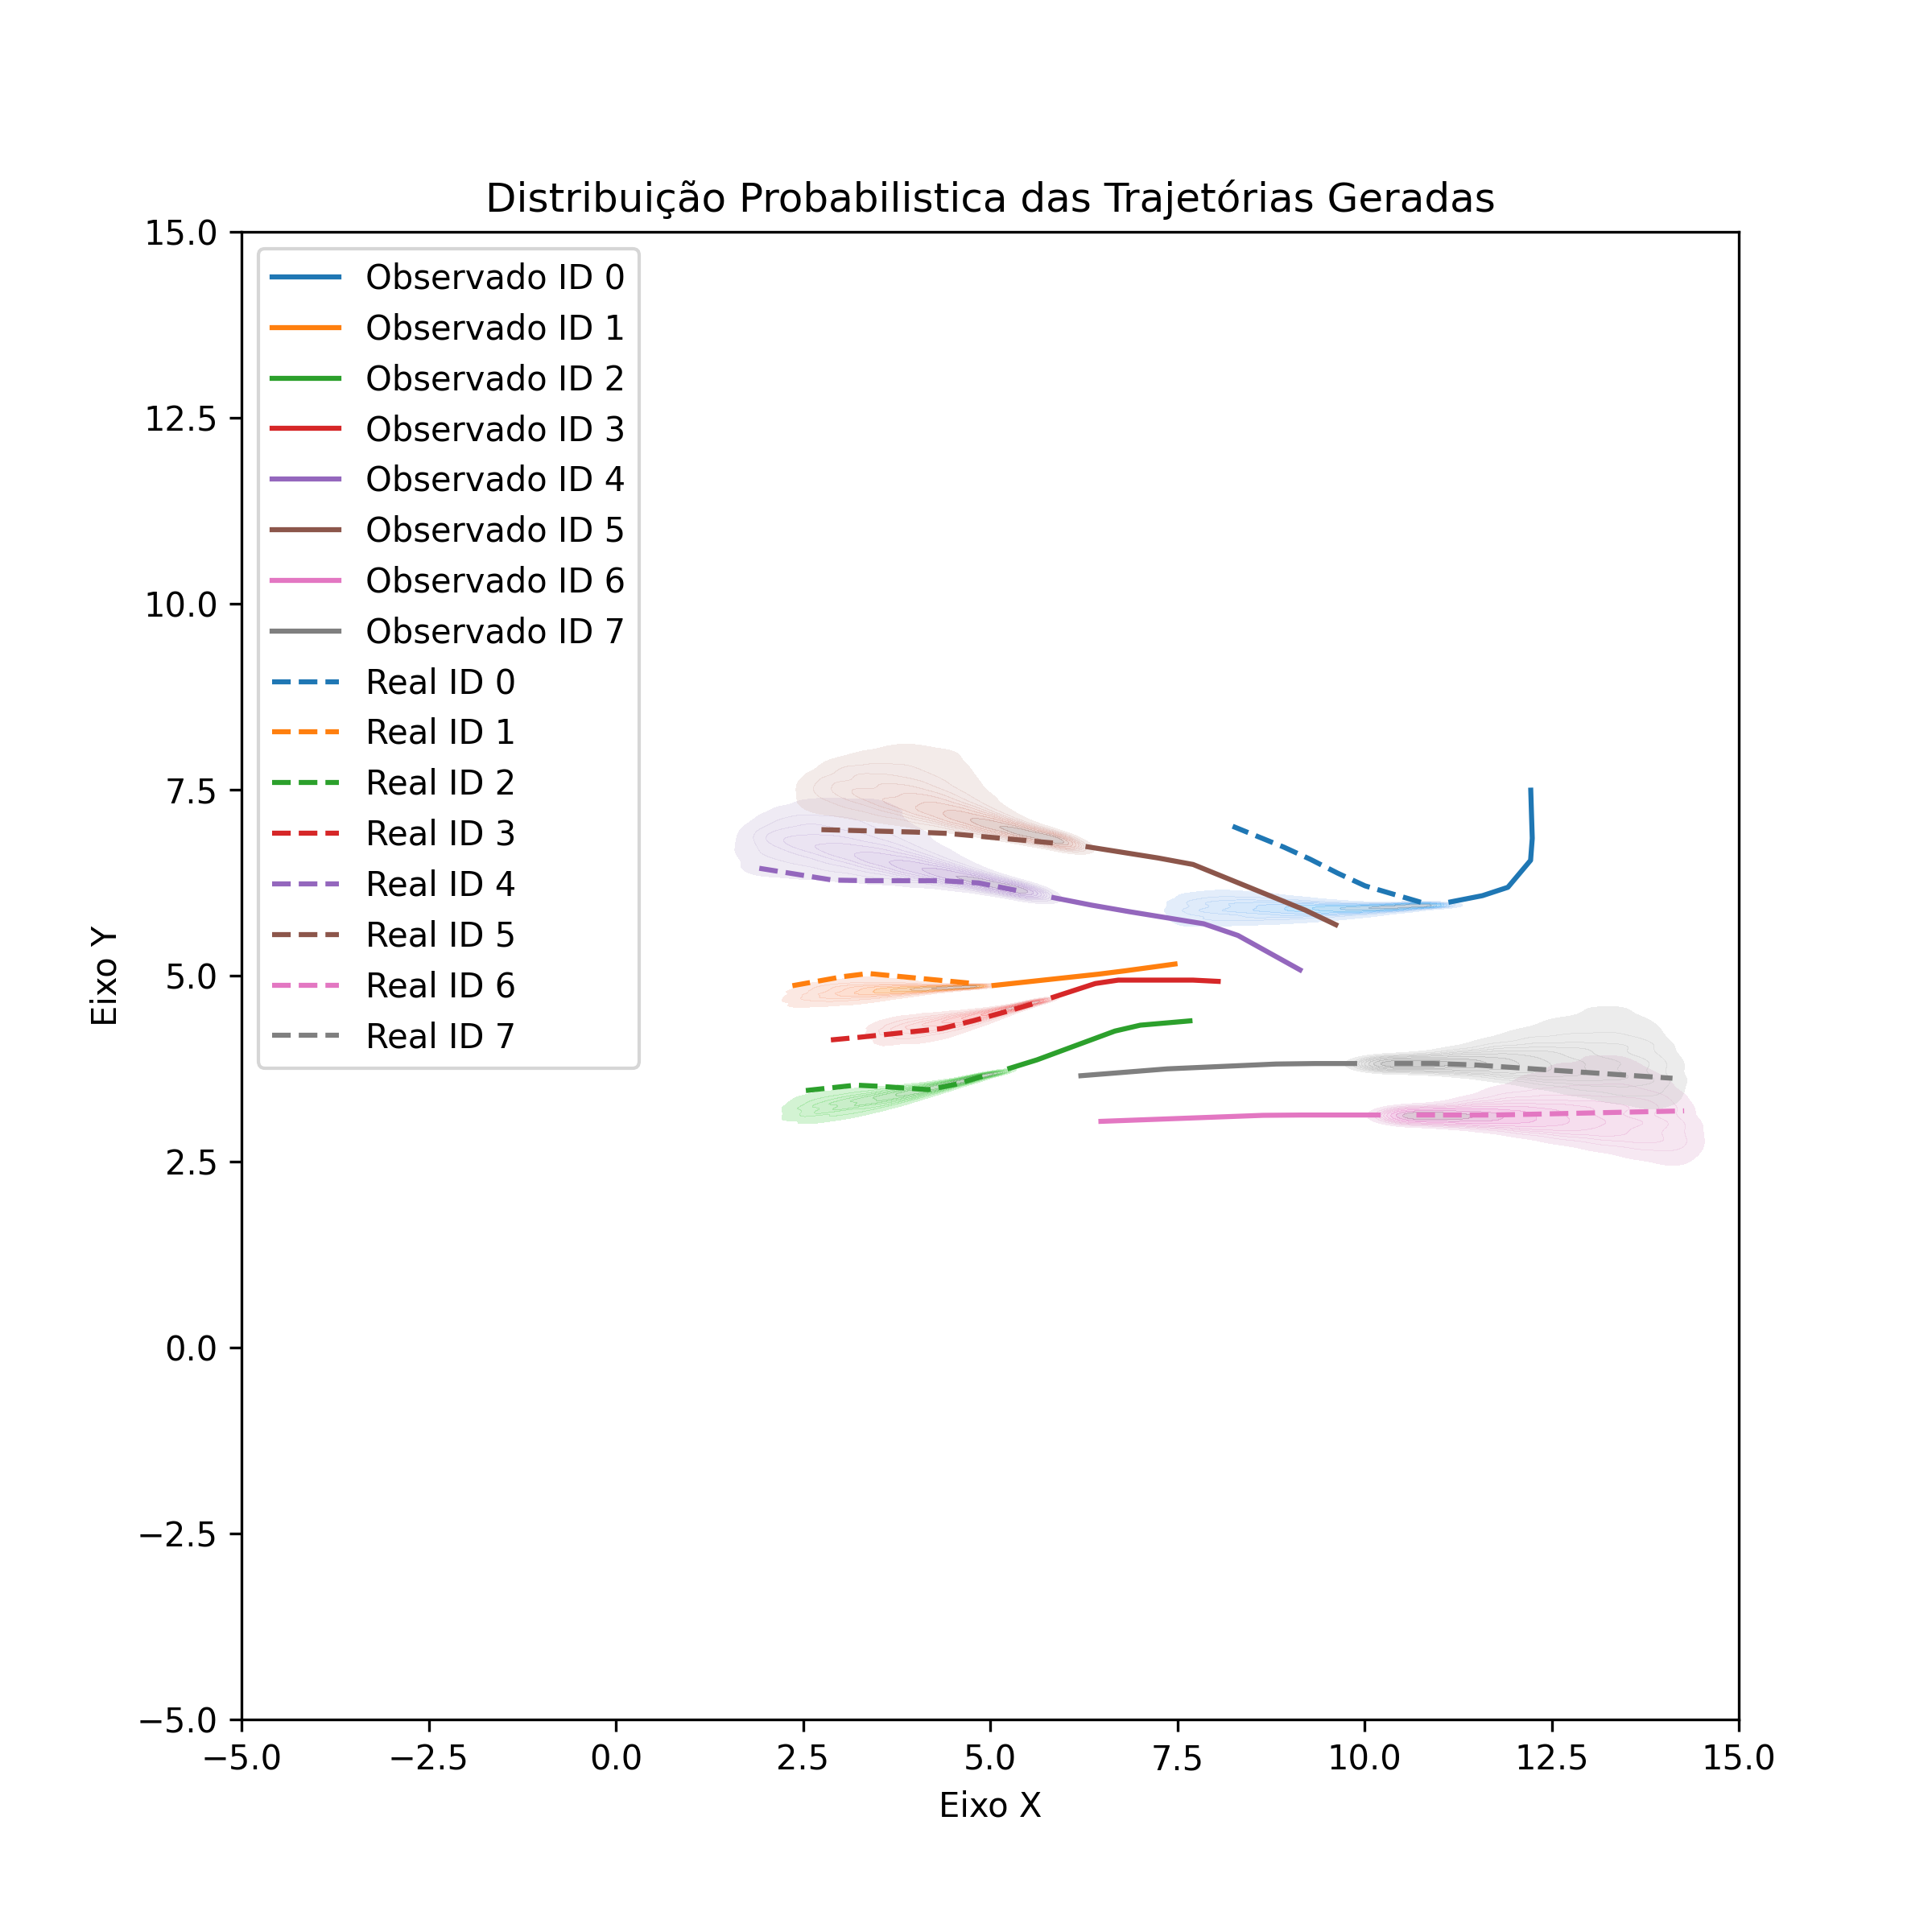 Distribuição Probabilistica das Trajetórias Geradas
15.0
12.5
10.0
7.5
5.0
2.5
0.0
−2.5
−5.0
Eixo Y
Observado ID 0
Observado ID 1
Observado ID 2
Observado ID 3
Observado ID 4
Observado ID 5
Observado ID 6
Observado ID 7
Real ID 0
Real ID 1
Real ID 2
Real ID 3
Real ID 4
Real ID 5
Real ID 6
Real ID 7
−5.0 −2.5 0.0 2.5 5.0 7.5 10.0 12.5 15.0
Eixo X